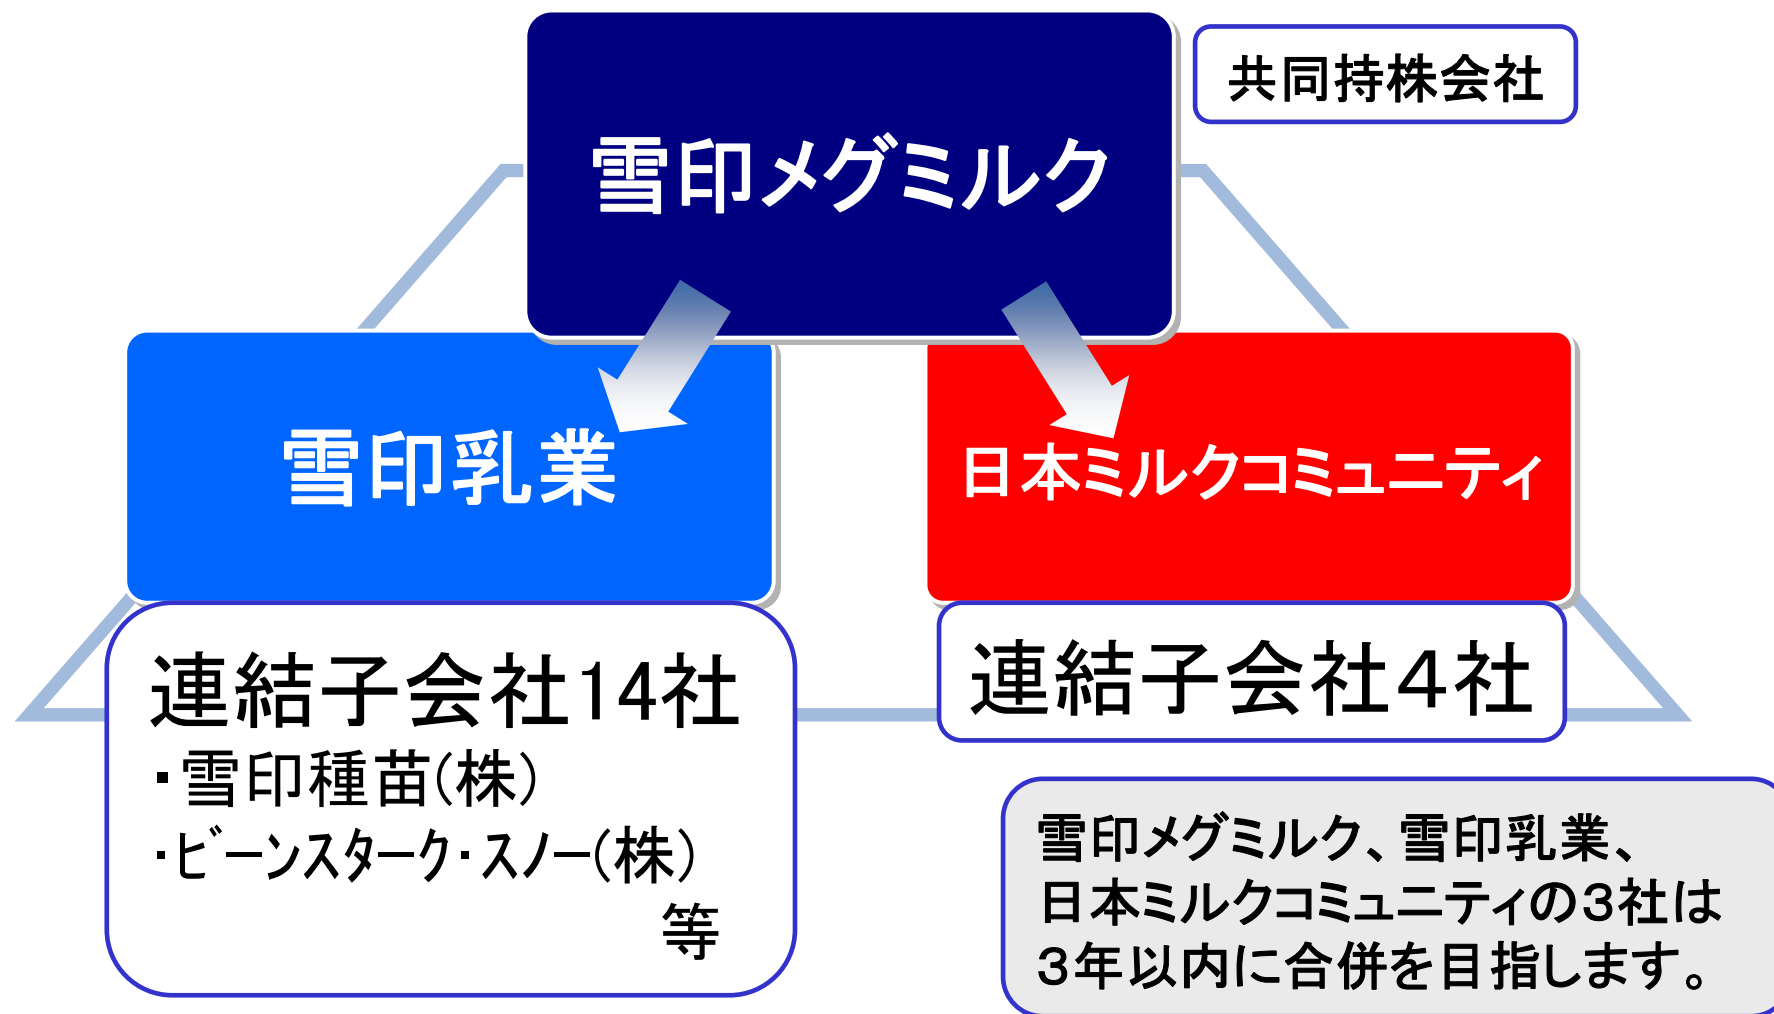 雪印メグミルク
共同持株会社
雪印乳業
日本ミルクコミュニティ
連結子会社14社
・雪印種苗(株)
・ビーンスターク・スノー(株)
等
連結子会社4社
雪印メグミルク、雪印乳業、
日本ミルクコミュニティの3社は
3年以内に合併を目指します。